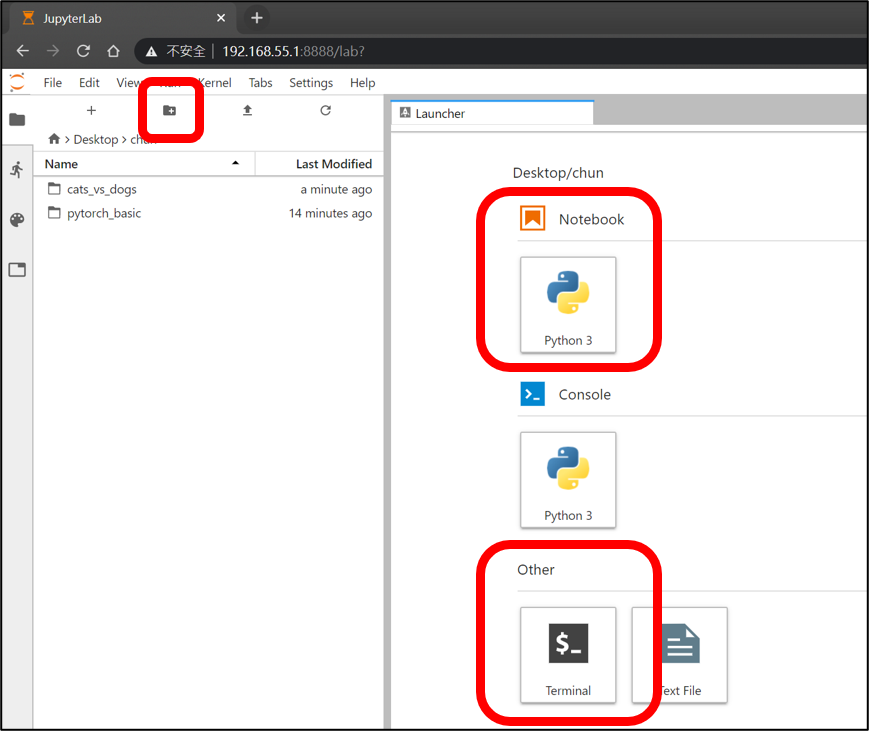 JupyterLab
不安全 | 192.168.55.1:8888/lab?
File Edit View Run Kernel Tabs Settings Help
Launcher
Desktop chun
Name Last Modified
cats_vs_dogs a minute ago
pytorch_basic 14 minutes ago
Desktop/chun
Notebook
Python 3
Console
Python 3
Other
$_
Terminal
Text File